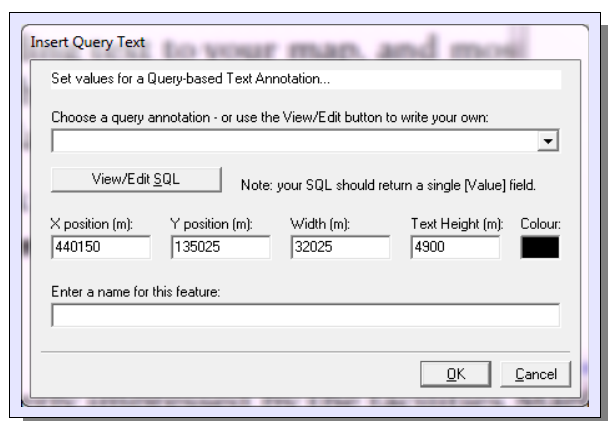 Insert Query Text
Set values for a Query-based Text Annotation...
Choose a query annotation - or use the View/Edit button to write your own:
View/Edit SQL
Note: your SQL should return a single [Value] field.
X position (m): Y position (m): Width (m): Text Height (m): Colour:
440150 135025 32025 4900
Enter a name for this feature:
OK Cancel